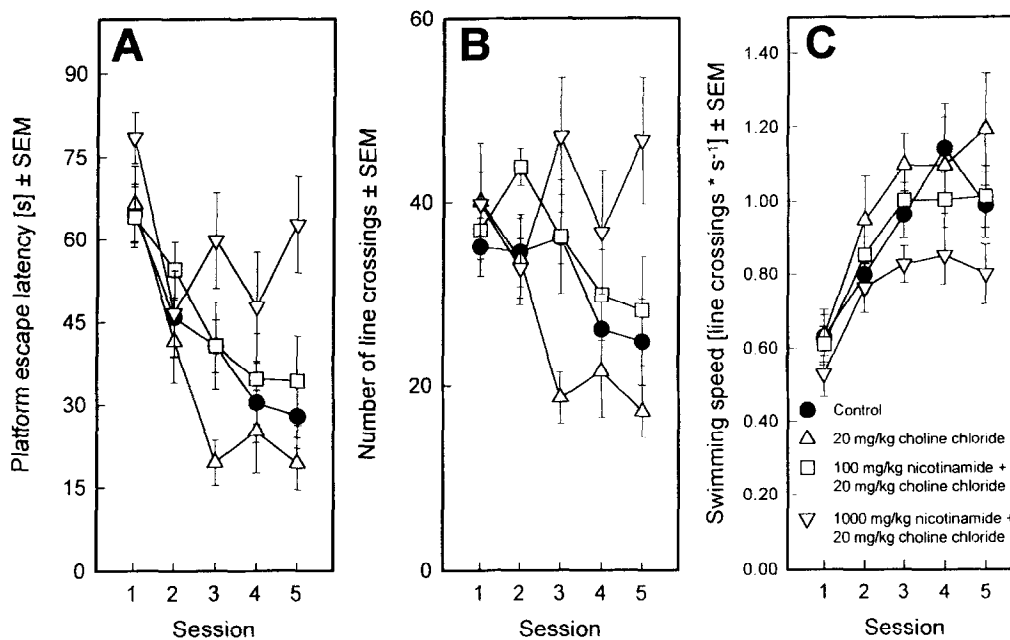 A
Platform escape latency [s] ± SEM
90
75
60
45
30
15
0
1 2 3 4 5
Session
B
Number of line crossings ± SEM
60
40
20
0
1 2 3 4 5
Session
C
Swimming speed [line crossings * s⁻¹] ± SEM
1.40
1.20
1.00
0.80
0.60
0.40
0.20
0.00
Control
20 mg/kg choline chloride
100 mg/kg nicotinamide +
20 mg/kg choline chloride
1000 mg/kg nicotinamide +
20 mg/kg choline chloride
1 2 3 4 5
Session